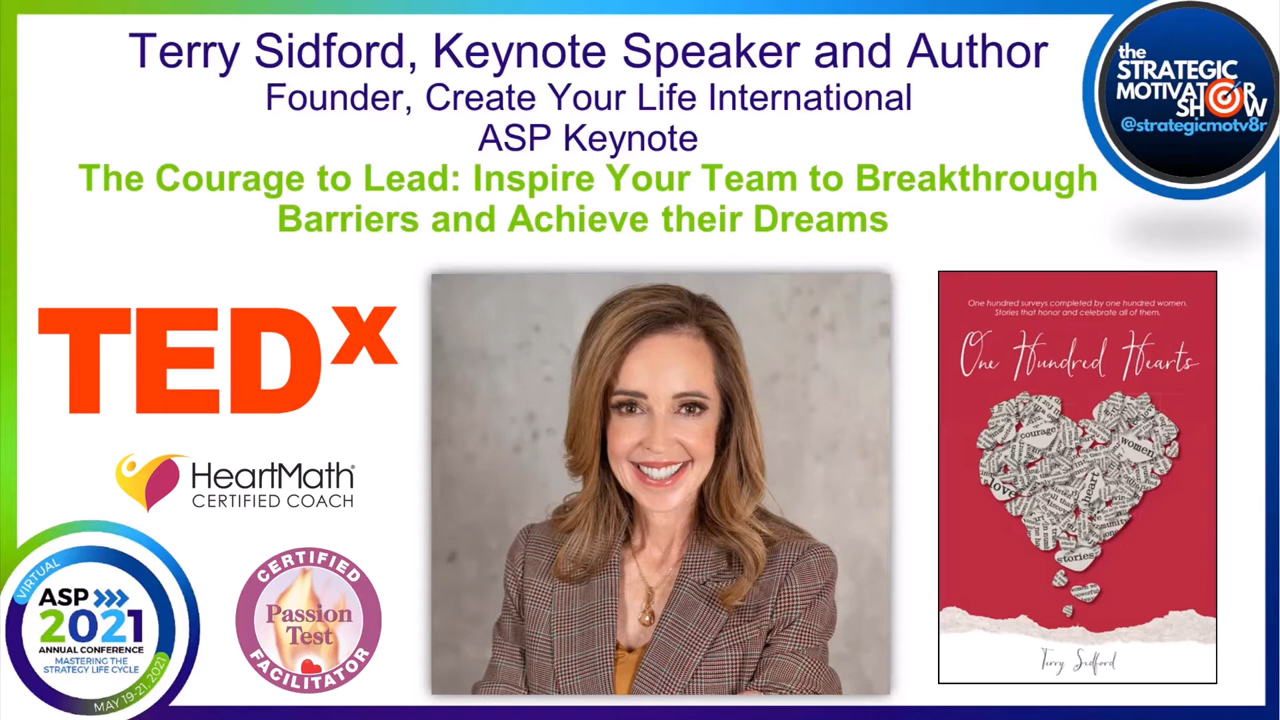 Terry Sidford, Keynote Speaker and Author
Founder, Create Your Life International
ASP Keynote
The Courage to Lead: Inspire Your Team to Breakthrough
Barriers and Achieve their Dreams
the
STRATEGIC
MOTIVATOR
SHOW
@strategicmotv8r
TEDx
HeartMath®
CERTIFIED COACH
VIRTUAL
ASP
2021
ANNUAL CONFERENCE
MASTERING THE
STRATEGY LIFE CYCLE
MAY 19-21, 2021
CERTIFIED
Passion
Test
FACILITATOR
One hundred surveys completed by one hundred women.
Stories that honor and celebrate all of them.
One Hundred Hearts
courage
women
love
heart
stories
Terry Sidford